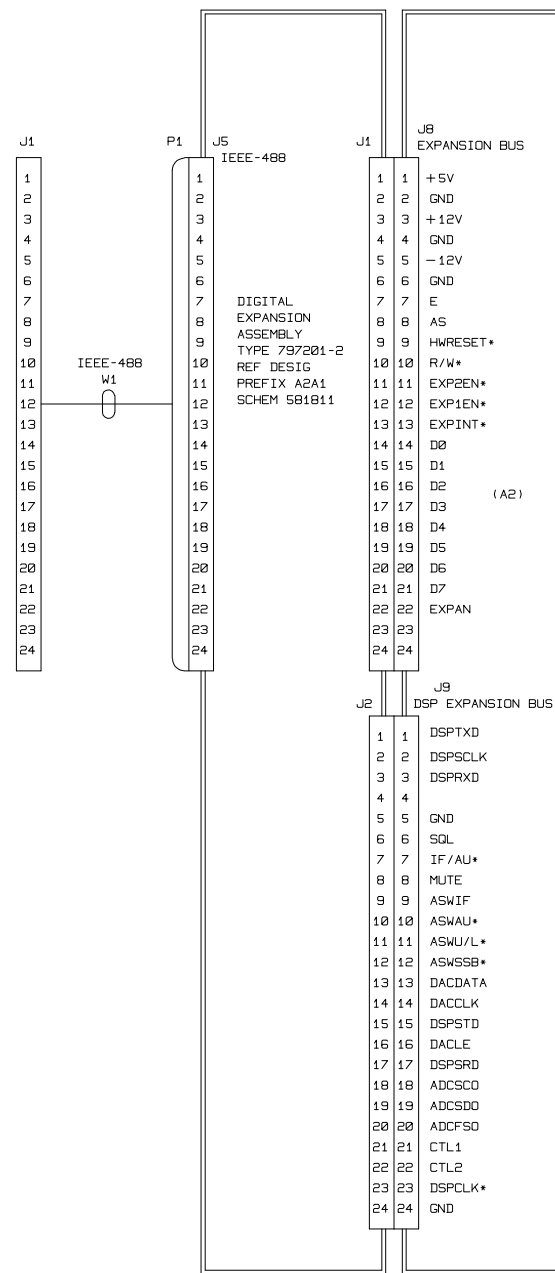 J1
P1
J5
IEEE-488
J1
J8
EXPANSION BUS
1 1 1 1 +5V
2 2 2 2 GND
3 3 3 3 +12V
4 4 4 4 GND
5 5 5 5 -12V
6 6 6 6 GND
7 7 DIGITAL 7 7 E
8 8 EXPANSION 8 8 AS
9 9 ASSEMBLY 9 9 HWRESET*
10 IEEE-488 10 TYPE 797201-2 10 10 R/W*
11 W1 11 REF DESIG 11 11 EXP2EN*
12 12 PREFIX A2A1 12 12 EXP1EN*
13 13 SCHEM 581811 13 13 EXPINT*
14 14 14 14 D0
15 15 15 15 D1
16 16 16 16 D2
(A2)
17 17 17 17 D3
18 18 18 18 D4
19 19 19 19 D5
20 20 20 20 D6
21 21 21 21 D7
22 22 22 22 EXPAN
23 23 23 23
24 24 24 24
J2
J9
DSP EXPANSION BUS
1 1 DSPTXD
2 2 DSPSCLK
3 3 DSPRXD
4 4
5 5 GND
6 6 SQL
7 7 IF/AU*
8 8 MUTE
9 9 ASWIF
10 10 ASWAU*
11 11 ASWU/L*
12 12 ASWSSB*
13 13 DACDATA
14 14 DACCLK
15 15 DSPSTD
16 16 DACLE
17 17 DSPSRD
18 18 ADCSCO
19 19 ADCSDO
20 20 ADCFSO
21 21 CTL1
22 22 CTL2
23 23 DSPCLK*
24 24 GND